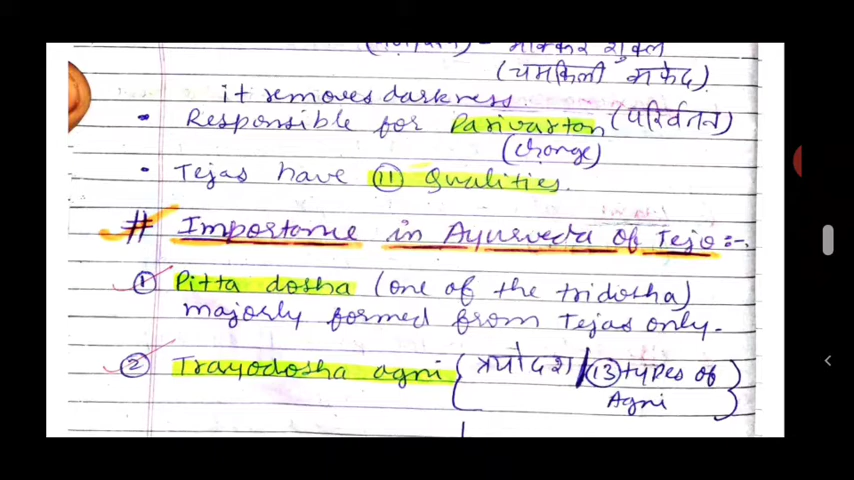 भास्कर शुक्ल
(चमकिली सफेद)
it removes darkness.
• Responsible for Parivartan (परिर्वतन)
(change)
• Tejas have 11 Qualities.
# Importance in Ayurveda of Tejo :-
① Pitta dosha (one of the tridosha)
majorly formed from Tejas only.
② Trayodosha agni { त्रयोदश / 13 types of
Agni }